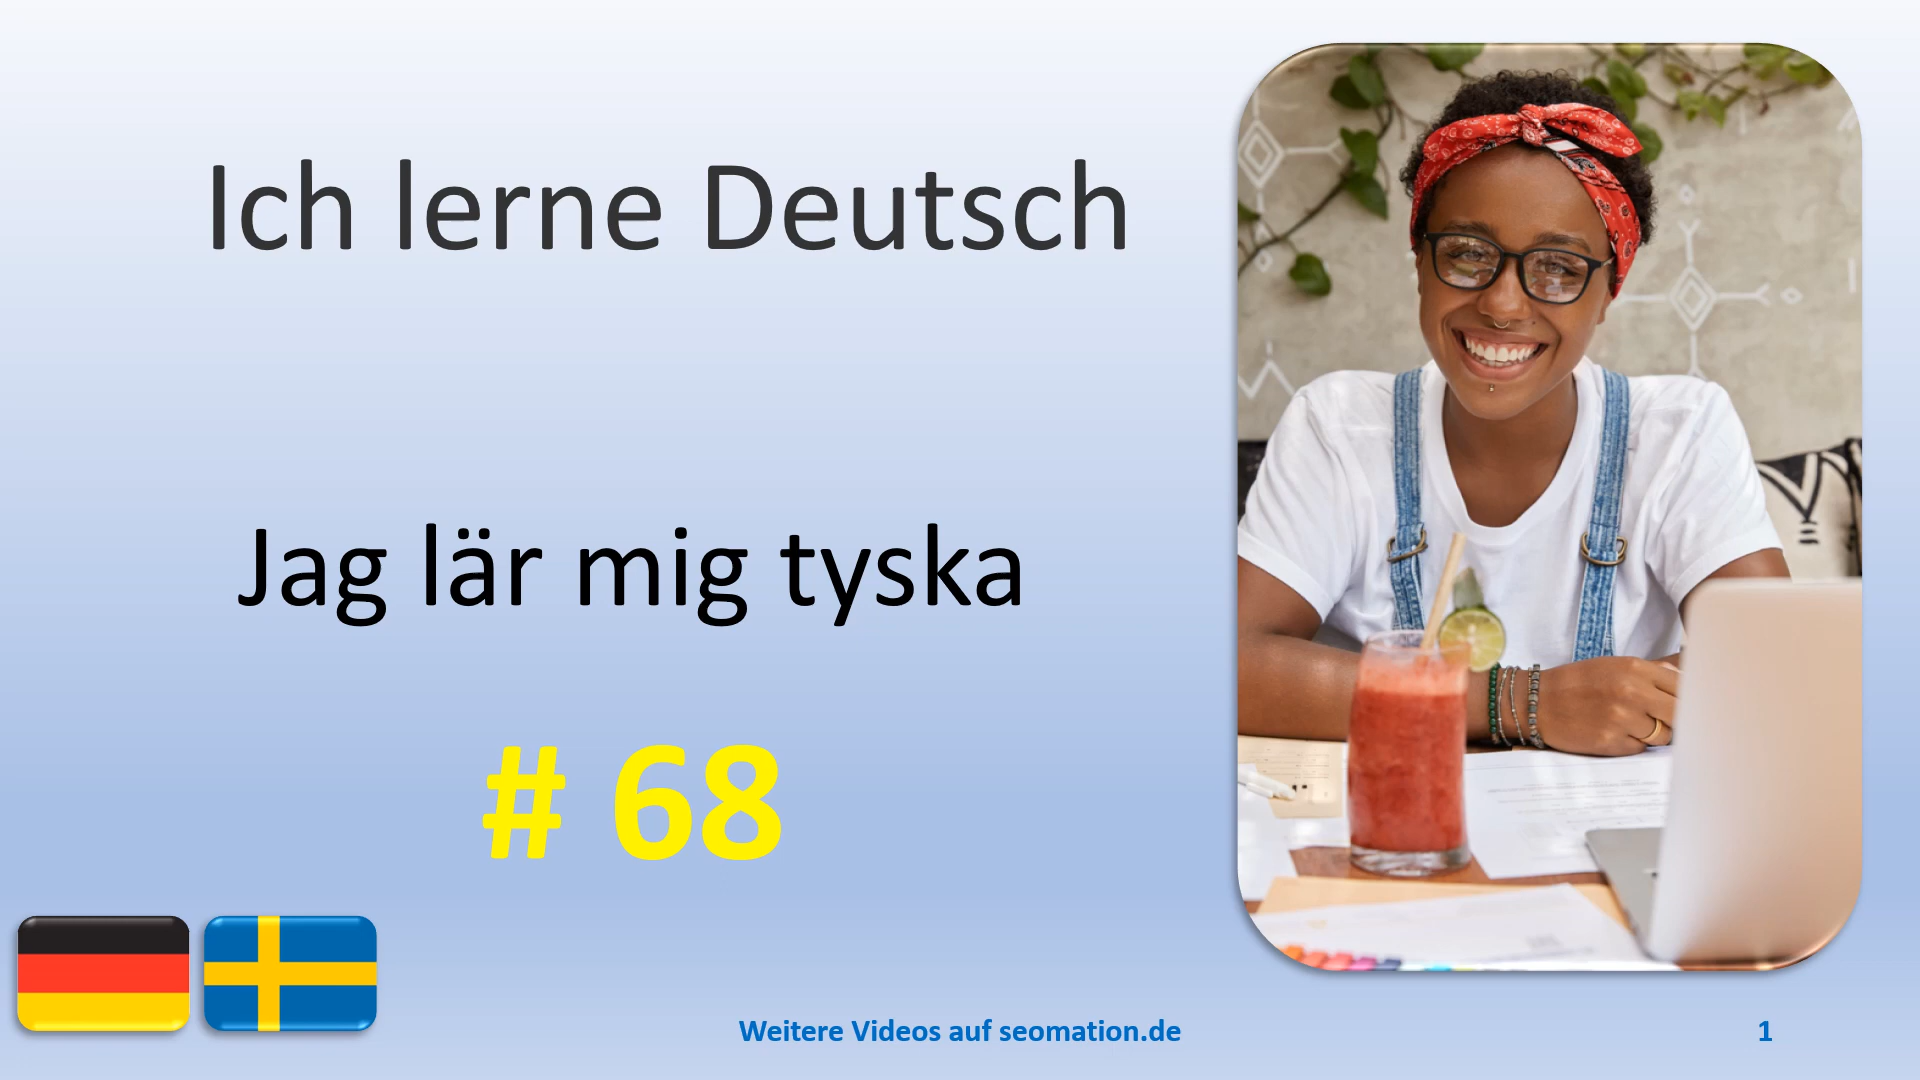 Ich lerne Deutsch
Jag lär mig tyska
# 68
Weitere Videos auf seomation.de
1